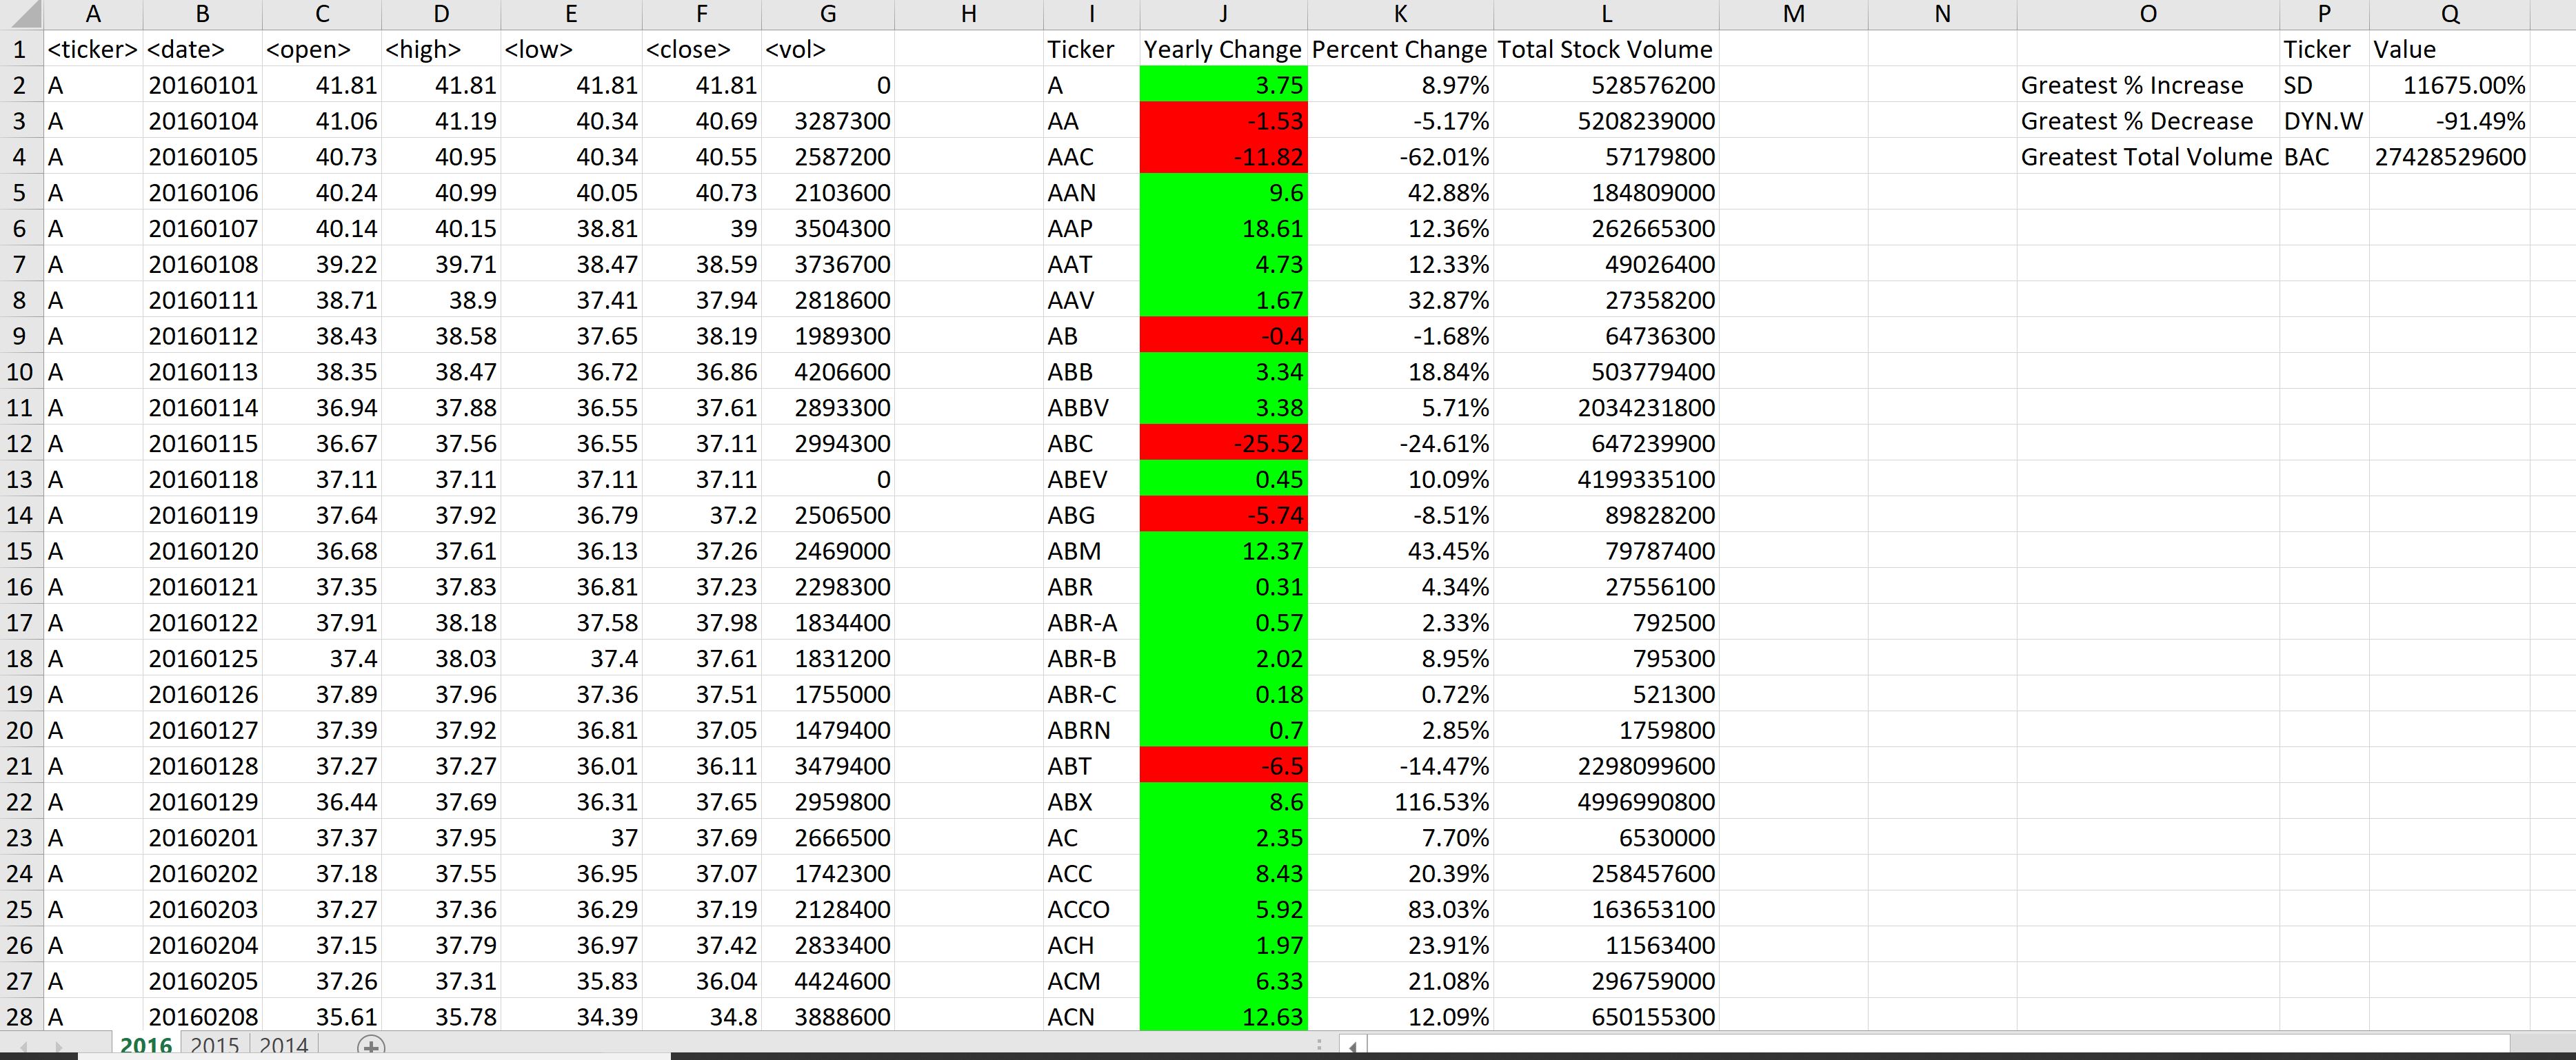 A B C D E F G H I J K L M N O P Q
1 <ticker> <date> <open> <high> <low> <close> <vol> Ticker Yearly Change Percent Change Total Stock Volume Ticker Value
2 A 20160101 41.81 41.81 41.81 41.81 0 A 3.75 8.97% 528576200 Greatest % Increase SD 11675.00%
3 A 20160104 41.06 41.19 40.34 40.69 3287300 AA -1.53 -5.17% 5208239000 Greatest % Decrease DYN.W -91.49%
4 A 20160105 40.73 40.95 40.34 40.55 2587200 AAC -11.82 -62.01% 57179800 Greatest Total Volume BAC 27428529600
5 A 20160106 40.24 40.99 40.05 40.73 2103600 AAN 9.6 42.88% 184809000
6 A 20160107 40.14 40.15 38.81 39 3504300 AAP 18.61 12.36% 262665300
7 A 20160108 39.22 39.71 38.47 38.59 3736700 AAT 4.73 12.33% 49026400
8 A 20160111 38.71 38.9 37.41 37.94 2818600 AAV 1.67 32.87% 27358200
9 A 20160112 38.43 38.58 37.65 38.19 1989300 AB -0.4 -1.68% 64736300
10 A 20160113 38.35 38.47 36.72 36.86 4206600 ABB 3.34 18.84% 503779400
11 A 20160114 36.94 37.88 36.55 37.61 2893300 ABBV 3.38 5.71% 2034231800
12 A 20160115 36.67 37.56 36.55 37.11 2994300 ABC -25.52 -24.61% 647239900
13 A 20160118 37.11 37.11 37.11 37.11 0 ABEV 0.45 10.09% 4199335100
14 A 20160119 37.64 37.92 36.79 37.2 2506500 ABG -5.74 -8.51% 89828200
15 A 20160120 36.68 37.61 36.13 37.26 2469000 ABM 12.37 43.45% 79787400
16 A 20160121 37.35 37.83 36.81 37.23 2298300 ABR 0.31 4.34% 27556100
17 A 20160122 37.91 38.18 37.58 37.98 1834400 ABR-A 0.57 2.33% 792500
18 A 20160125 37.4 38.03 37.4 37.61 1831200 ABR-B 2.02 8.95% 795300
19 A 20160126 37.89 37.96 37.36 37.51 1755000 ABR-C 0.18 0.72% 521300
20 A 20160127 37.39 37.92 36.81 37.05 1479400 ABRN 0.7 2.85% 1759800
21 A 20160128 37.27 37.27 36.01 36.11 3479400 ABT -6.5 -14.47% 2298099600
22 A 20160129 36.44 37.69 36.31 37.65 2959800 ABX 8.6 116.53% 4996990800
23 A 20160201 37.37 37.95 37 37.69 2666500 AC 2.35 7.70% 6530000
24 A 20160202 37.18 37.55 36.95 37.07 1742300 ACC 8.43 20.39% 258457600
25 A 20160203 37.27 37.36 36.29 37.19 2128400 ACCO 5.92 83.03% 163653100
26 A 20160204 37.15 37.79 36.97 37.42 2833400 ACH 1.97 23.91% 11563400
27 A 20160205 37.26 37.31 35.83 36.04 4424600 ACM 6.33 21.08% 296759000
28 A 20160208 35.61 35.78 34.39 34.8 3888600 ACN 12.63 12.09% 650155300
2016 2015 2014